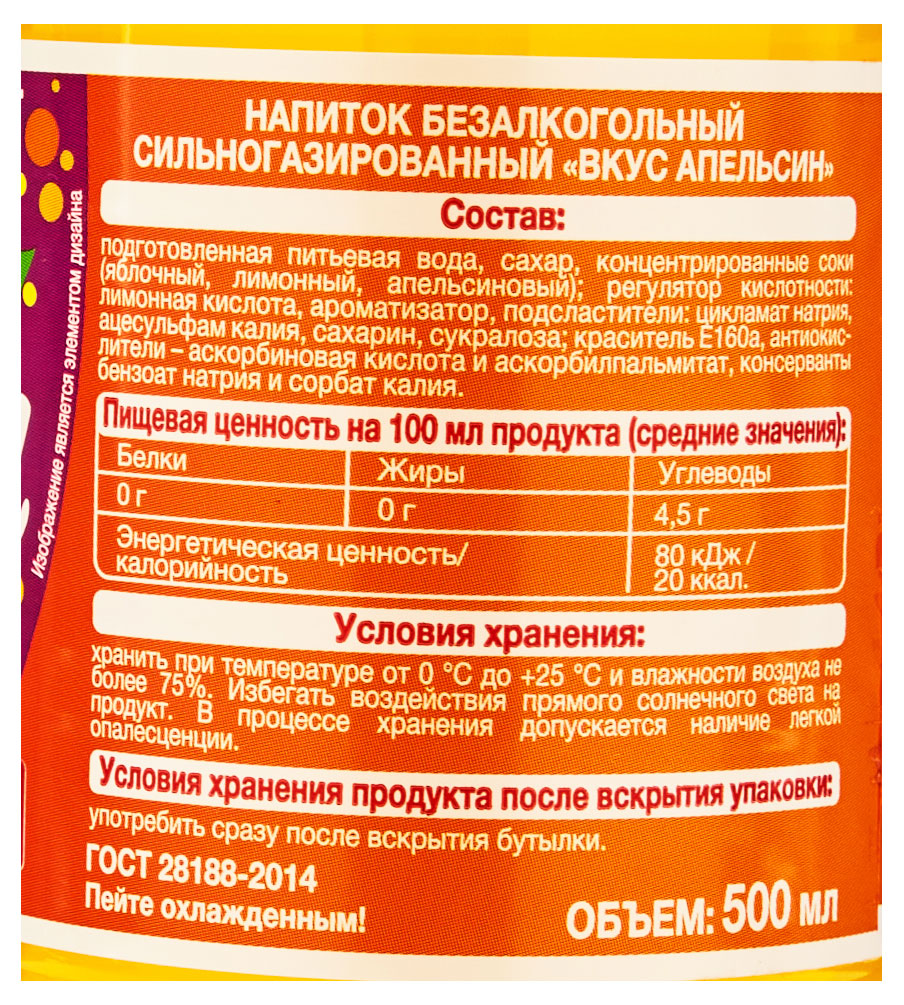 НАПИТОК БЕЗАЛКОГОЛЬНЫЙ
СИЛЬНОГАЗИРОВАННЫЙ «ВКУС АПЕЛЬСИН»
Состав:
подготовленная питьевая вода, сахар, концентрированные соки
(яблочный, лимонный, апельсиновый); регулятор кислотности:
лимонная кислота, ароматизатор, подсластители: цикламат натрия,
ацесульфам калия, сахарин, сукралоза; краситель Е160а, антиокис-
лители – аскорбиновая кислота и аскорбилпальмитат, консерванты
бензоат натрия и сорбат калия.
Пищевая ценность на 100 мл продукта (средние значения):
Белки Жиры Углеводы
0 г 0 г 4,5 г
Энергетическая ценность/ 80 кДж /
калорийность 20 ккал.
Условия хранения:
хранить при температуре от 0 °С до +25 °С и влажности воздуха не
более 75%. Избегать воздействия прямого солнечного света на
продукт. В процессе хранения допускается наличие легкой
опалесценции.
Условия хранения продукта после вскрытия упаковки:
употребить сразу после вскрытия бутылки.
ГОСТ 28188-2014
Пейте охлажденным!
ОБЪЕМ: 500 мл
Изображение является элементом дизайна